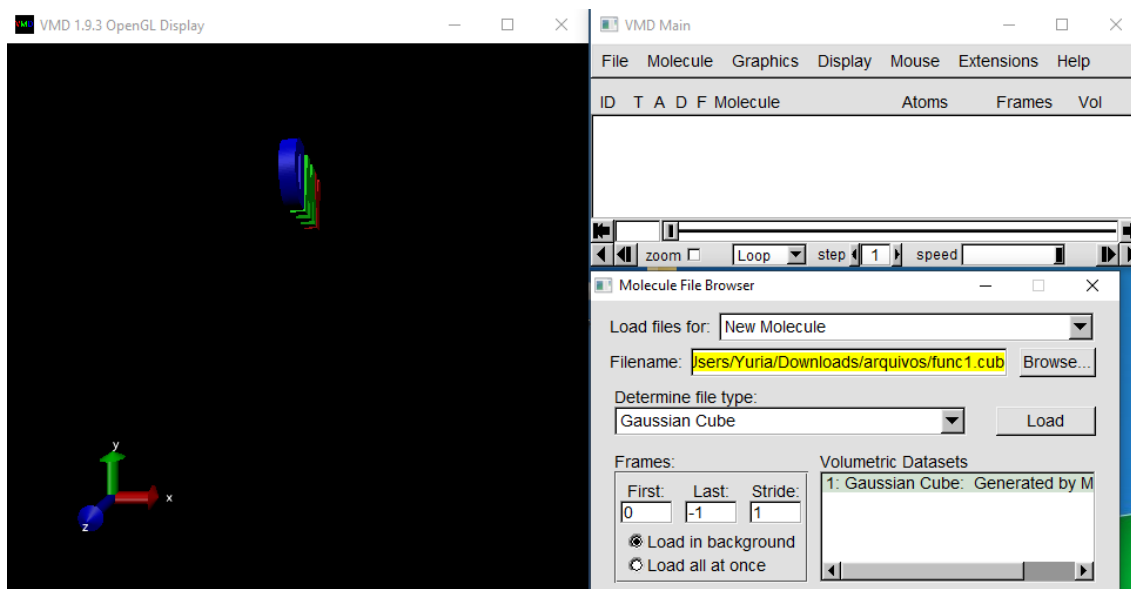 VMD 1.9.3 OpenGL Display
y
x
z
VMD Main
File Molecule Graphics Display Mouse Extensions Help
ID T A D F Molecule Atoms Frames Vol
zoom Loop step 1 speed
Molecule File Browser
Load files for: New Molecule
Filename: Jsers/Yuria/Downloads/arquivos/func1.cub Browse...
Determine file type:
Gaussian Cube Load
Frames: Volumetric Datasets
First: Last: Stride: 1: Gaussian Cube: Generated by M
0 -1 1
Load in background
Load all at once